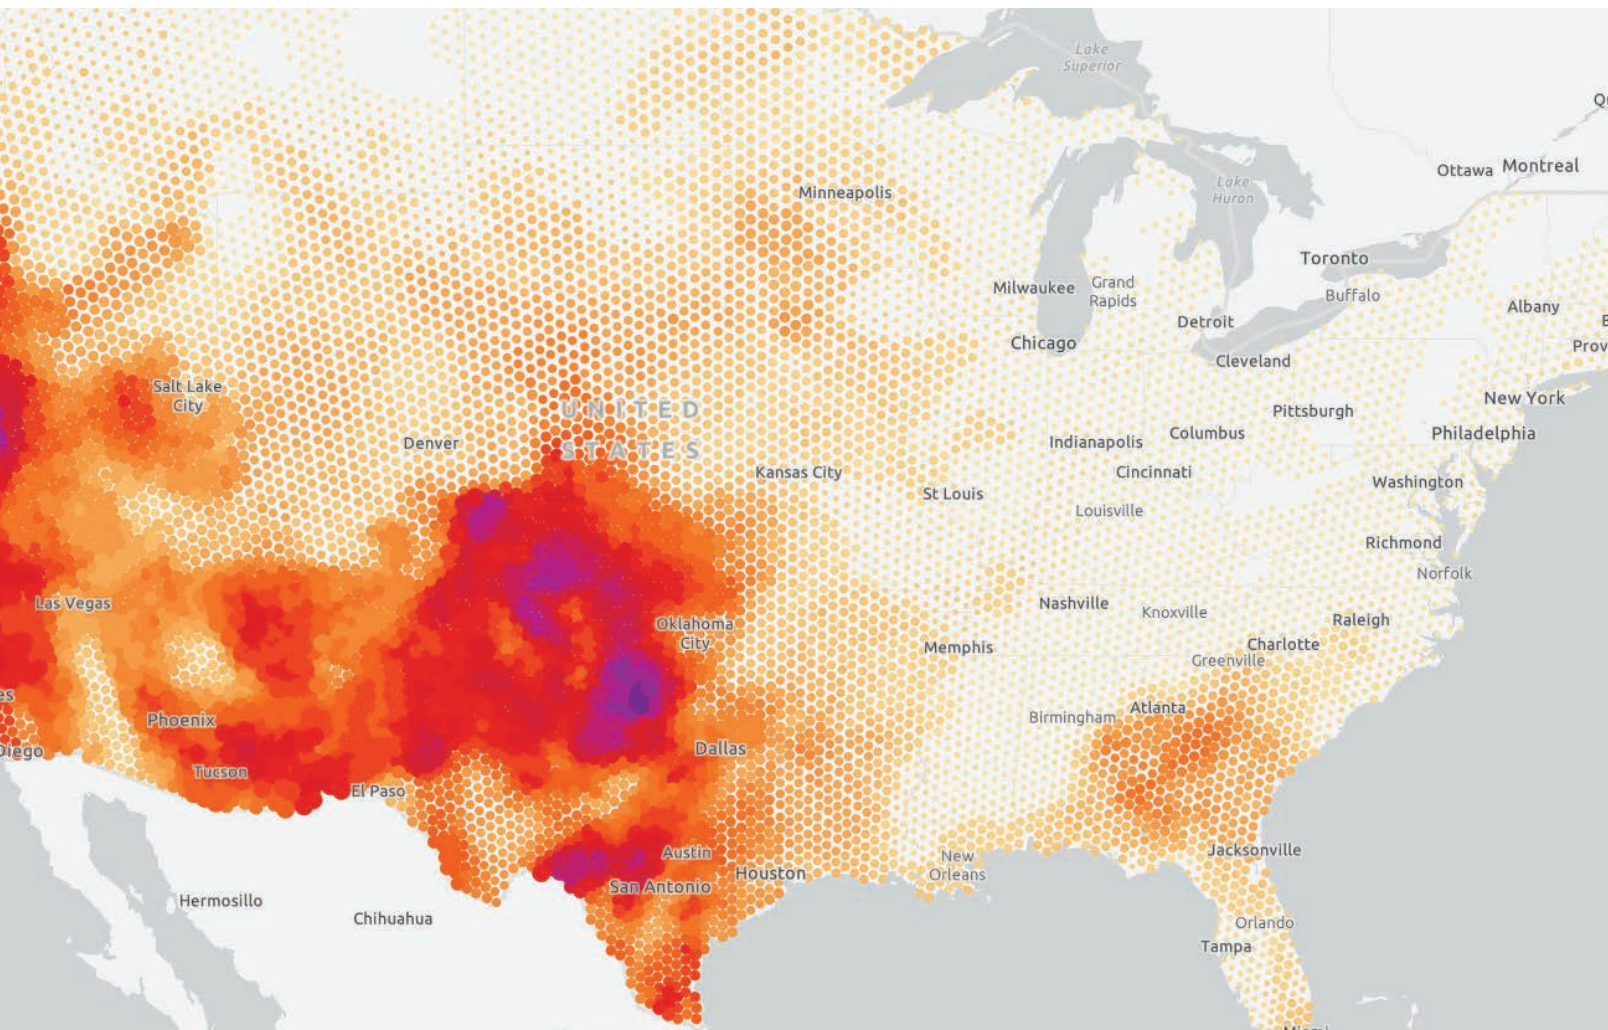 Lake
Superior
Qu
Ottawa
Montreal
Minneapolis
Lake
Huron
Toronto
Milwaukee
Grand
Rapids
Buffalo
Albany
Detroit
B
Chicago
Prov
Cleveland
Salt Lake
City
New York
UNITED
STATES
Pittsburgh
Denver
Indianapolis
Columbus
Philadelphia
Kansas City
Cincinnati
Washington
St Louis
Louisville
Richmond
Norfolk
Las Vegas
Nashville
Knoxville
Oklahoma
City
Raleigh
Memphis
Charlotte
Greenville
es
Phoenix
Birmingham
Atlanta
Diego
Dallas
Tucson
El Paso
Austin
New
Orleans
Jacksonville
San Antonio
Houston
Hermosillo
Chihuahua
Orlando
Tampa
Miami